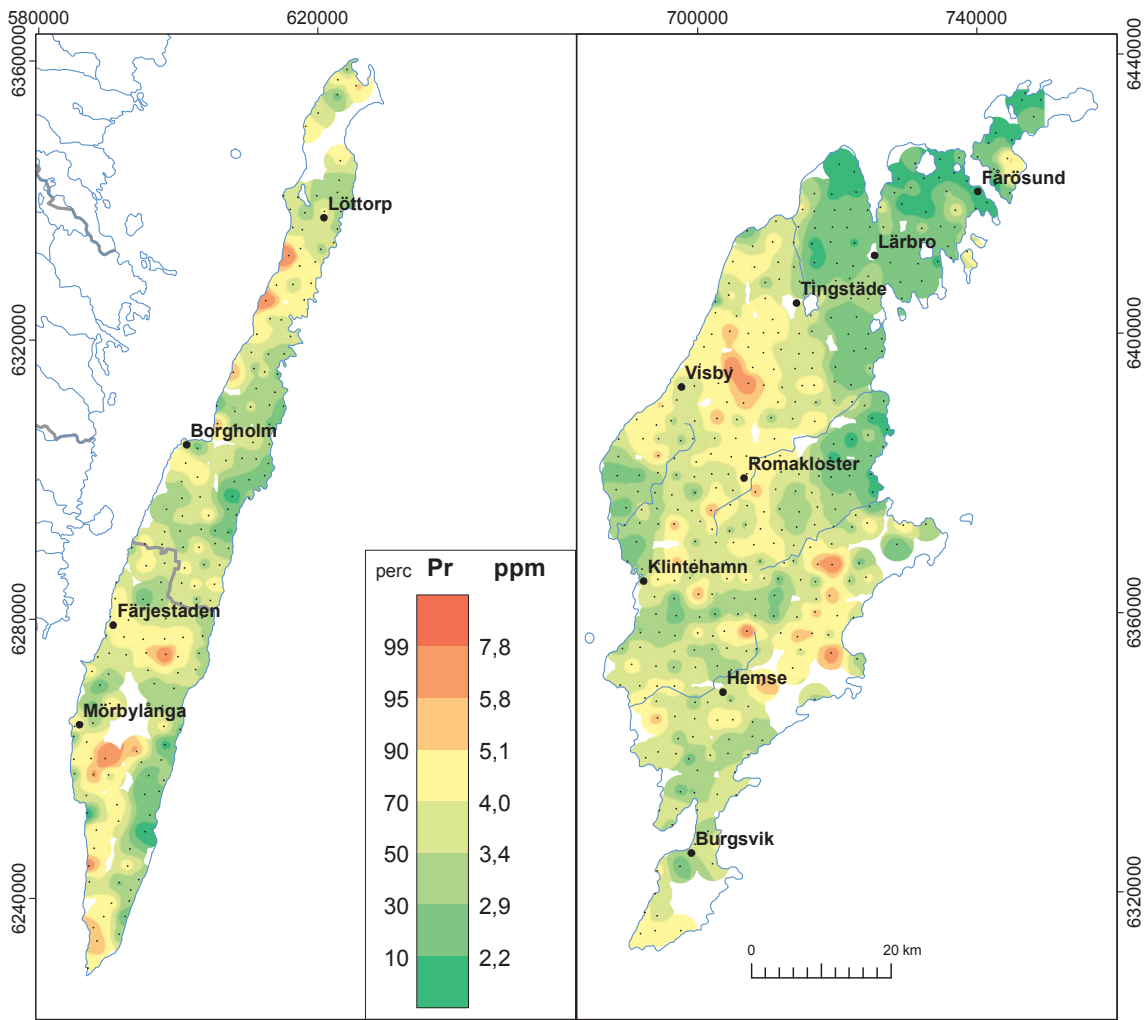 580000
620000
700000
740000
6360000
6320000
6280000
6240000
6440000
6400000
6360000
6320000
Löttorp
Borgholm
Färjestaden
Mörbylånga
Fårösund
Lärbro
Tingstäde
Visby
Romakloster
Klintehamn
Hemse
Burgsvik
perc Pr ppm
99 7,8
95 5,8
90 5,1
70 4,0
50 3,4
30 2,9
10 2,2
0 20 km